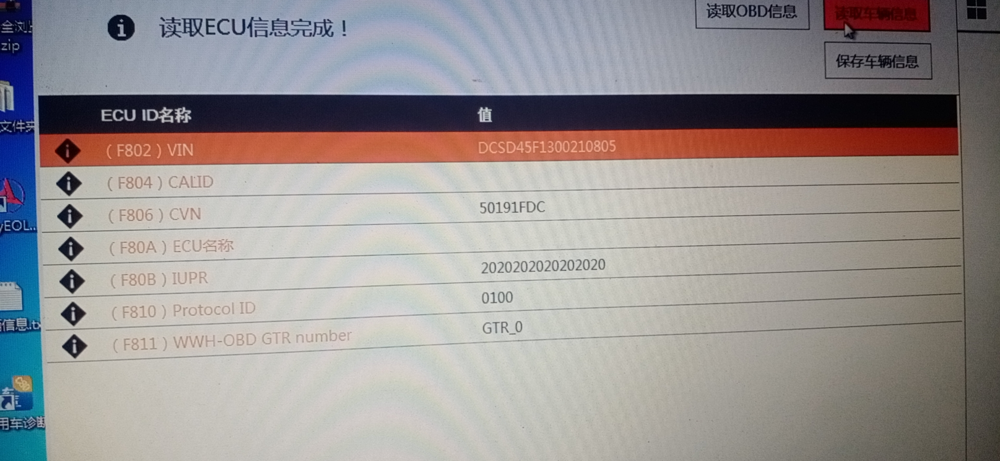 全浏
zip
文件夹
yEOL...
信息.tx
用车诊断
读取ECU信息完成！
读取OBD信息
读取车辆信息
保存车辆信息
ECU ID名称 值
（F802）VIN DCSD45F1300210805
（F804）CALID
（F806）CVN 50191FDC
（F80A）ECU名称
（F80B）IUPR 2020202020202020
（F810）Protocol ID 0100
（F811）WWH-OBD GTR number GTR_0